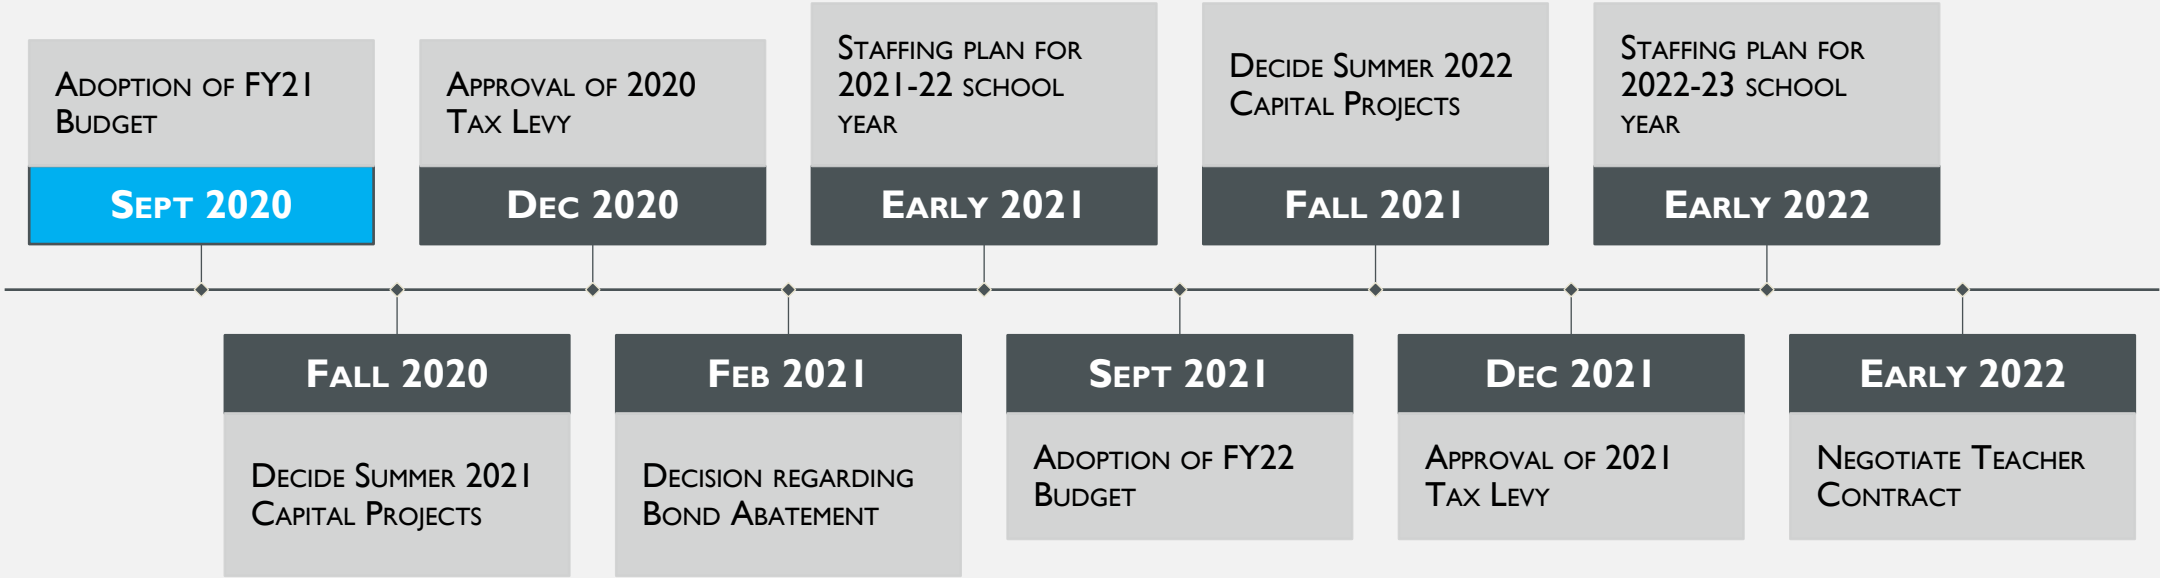 Adoption of FY21
Budget
Sept 2020
Fall 2020
Decide Summer 2021
Capital Projects
Approval of 2020
Tax Levy
Dec 2020
Feb 2021
Decision regarding
Bond Abatement
Staffing plan for
2021-22 school
year
Early 2021
Sept 2021
Adoption of FY22
Budget
Decide Summer 2022
Capital Projects
Fall 2021
Dec 2021
Approval of 2021
Tax Levy
Staffing plan for
2022-23 school
year
Early 2022
Early 2022
Negotiate Teacher
Contract